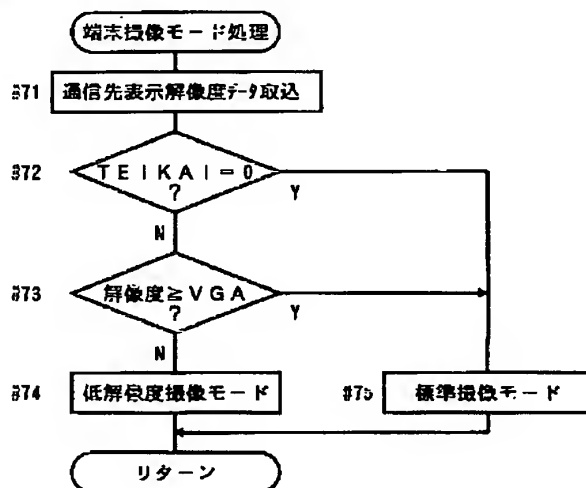 端末撮像モード処理
#71 通信先表示解像度データ取込
#72 TEIKAI=0
?
Y
N
#73 解像度≧VGA
?
Y
N
#74 低解像度撮像モード
#75 標準撮像モード
リターン